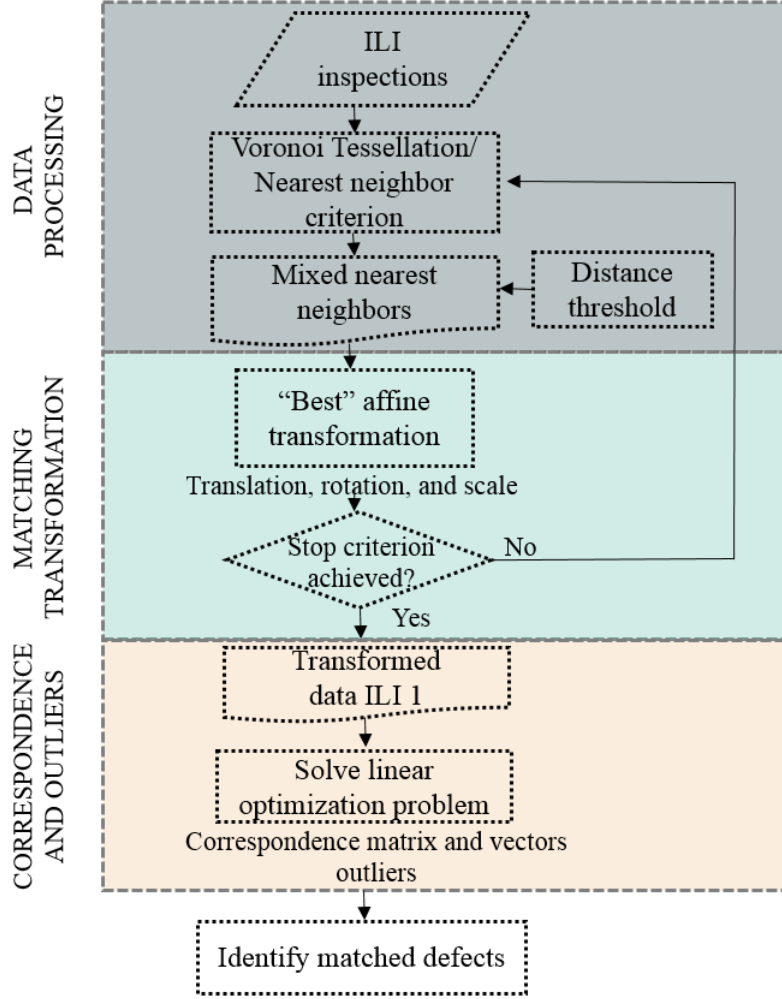 DATA
PROCESSING
ILI
inspections
Voronoi Tessellation/
Nearest neighbor
criterion
Mixed nearest
neighbors
Distance
threshold
MATCHING
TRANSFORMATION
“Best” affine
transformation
Translation, rotation, and scale
Stop criterion
achieved?
No
Yes
CORRESPONDENCE
AND OUTLIERS
Transformed
data ILI 1
Solve linear
optimization problem
Correspondence matrix and vectors
outliers
Identify matched defects